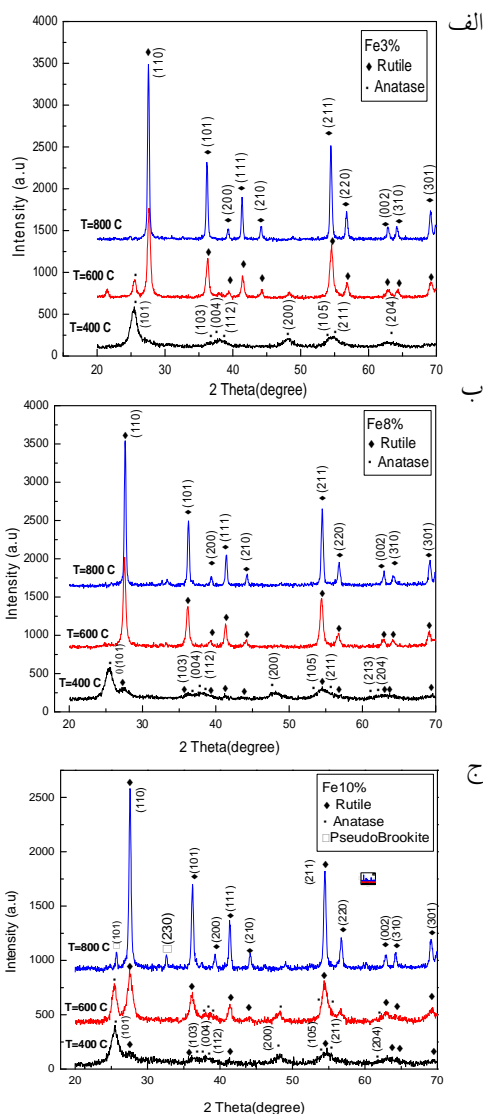 الف
Fe3%
♦ Rutile
· Anatase
Intensity (a.u)
4000
3500
3000
2500
2000
1500
1000
500
0
(110)
(101)
(200)
(111)
(210)
(211)
(220)
(002)
(310)
(301)
T=800 C
T=600 C
T=400 C
(101)
(103)
(004)
(112)
(200)
(105)
(211)
(204)
20 30 40 50 60 70
2 Theta(degree)
ب
Fe8%
♦ Rutile
· Anatase
Intensity (a.u)
4000
3500
3000
2500
2000
1500
1000
500
0
(110)
(101)
(200)
(111)
(210)
(211)
(220)
(002)
(310)
(301)
T=800 C
T=600 C
T=400 C
(101)
(103)
(004)
(112)
(200)
(105)
(211)
(213)
(204)
20 30 40 50 60 70
2 Theta(degree)
ج
Fe10%
♦ Rutile
· Anatase
□PseudoBrookite
Intensity (a.u)
2500
2000
1500
1000
500
0
(110)
□(101)
□(230)
(101)
(200)
(111)
(210)
(211)
(220)
(002)
(310)
(301)
T=800 C
T=600 C
T=400 C
(101)
(103)
(004)
(112)
(200)
(105)
(211)
(204)
20 30 40 50 60 70
2 Theta(degree)